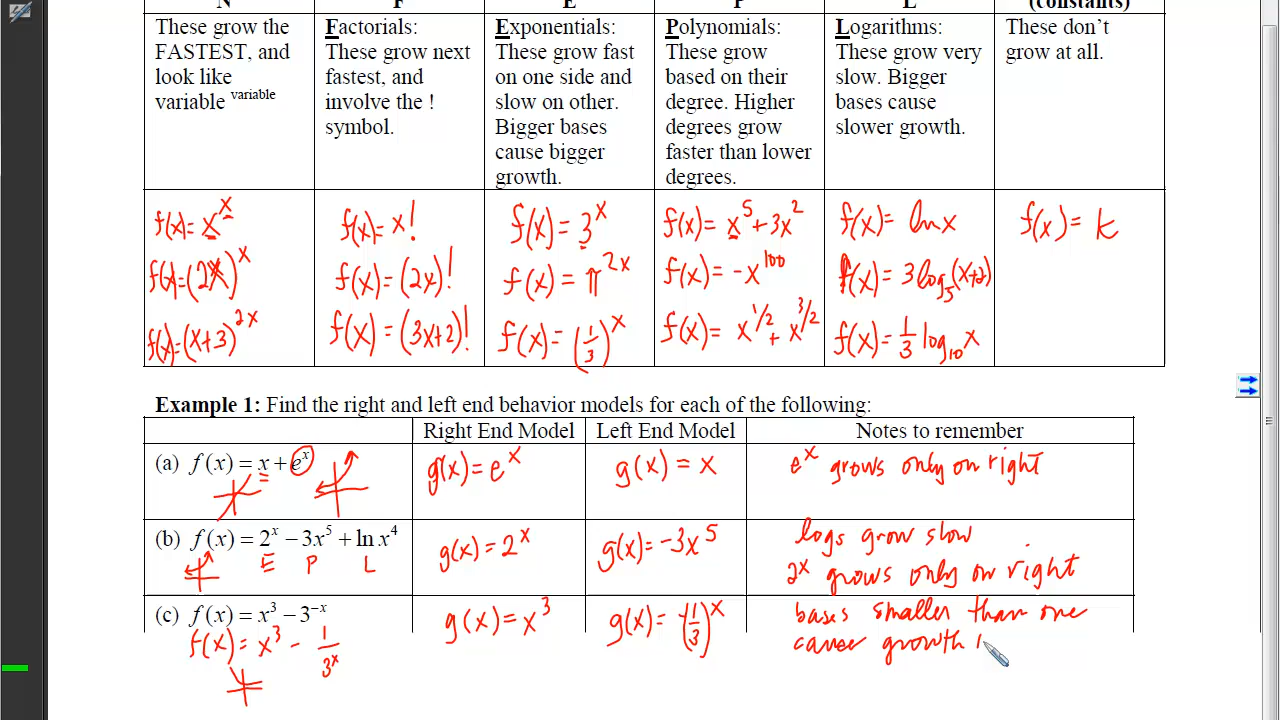 N F E P L (constants)
These grow the FASTEST, and look like variable ^variable
Factorials: These grow next fastest, and involve the ! symbol.
Exponentials: These grow fast on one side and slow on other. Bigger bases cause bigger growth.
Polynomials: These grow based on their degree. Higher degrees grow faster than lower degrees.
Logarithms: These grow very slow. Bigger bases cause slower growth.
These don't grow at all.
f(x) = x^x f(x) = x! f(x) = 3^x f(x) = x^5 + 3x^2 f(x) = ln x f(x) = k
f(x) = (2x)^x f(x) = (2x)! f(x) = π^2x f(x) = -x^100 f(x) = 3log_5(x+2)
f(x) = (x+3)^2x f(x) = (3x+2)! f(x) = (1/3)^x f(x) = x^1/2 + x^3/2 f(x) = 1/3 log_10 x
Example 1: Find the right and left end behavior models for each of the following:
Right End Model Left End Model Notes to remember
(a) f(x) = x + e^x g(x) = e^x g(x) = x e^x grows only on right
(b) f(x) = 2^x − 3x^5 + ln x^4 g(x) = 2^x g(x) = -3x^5 logs grow slow
E P L 2^x grows only on right
(c) f(x) = x^3 − 3^−x g(x) = x^3 g(x) = -(1/3)^x bases smaller than one
f(x) = x^3 - 1/3^x cause growth